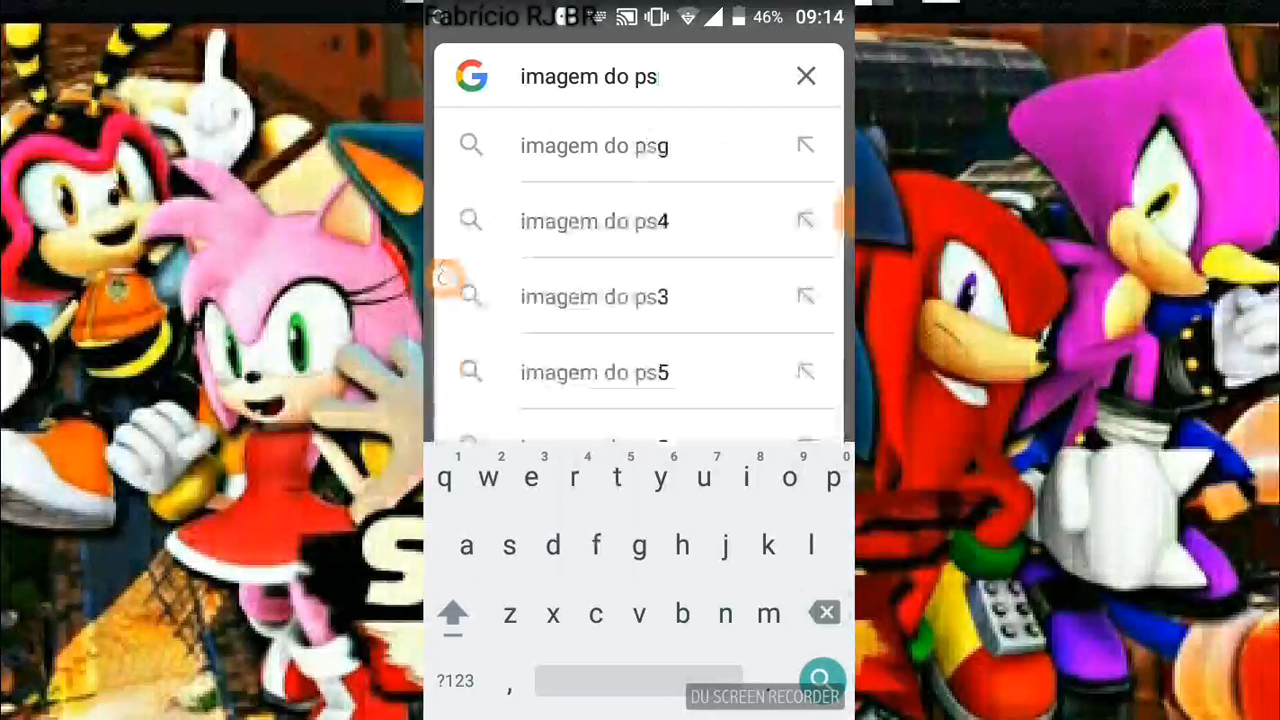 Fabrício RJ BR
46% 09:14
imagem do ps
imagem do psg
imagem do ps4
imagem do ps3
imagem do ps5
1 2 3 4 5 6 7 8 9 0
q w e r t y u i o p
a s d f g h j k l
z x c v b n m
?123 , .
DU SCREEN RECORDER
S